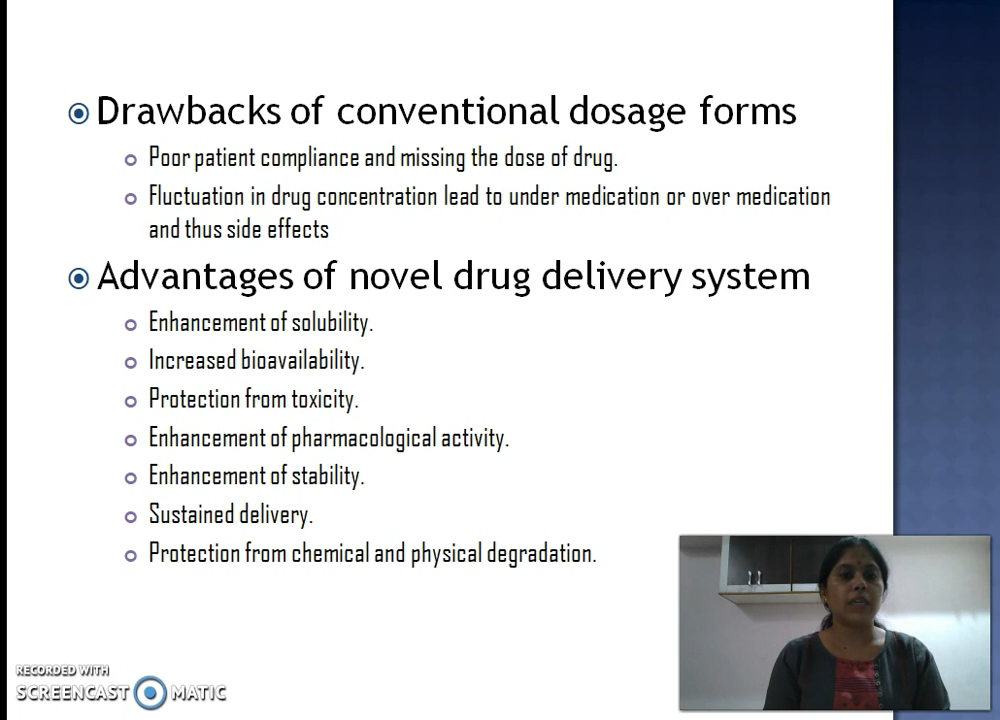 Drawbacks of conventional dosage forms
Poor patient compliance and missing the dose of drug.
Fluctuation in drug concentration lead to under medication or over medication
and thus side effects
Advantages of novel drug delivery system
Enhancement of solubility.
Increased bioavailability.
Protection from toxicity.
Enhancement of pharmacological activity.
Enhancement of stability.
Sustained delivery.
Protection from chemical and physical degradation.
RECORDED WITH
SCREENCAST MATIC